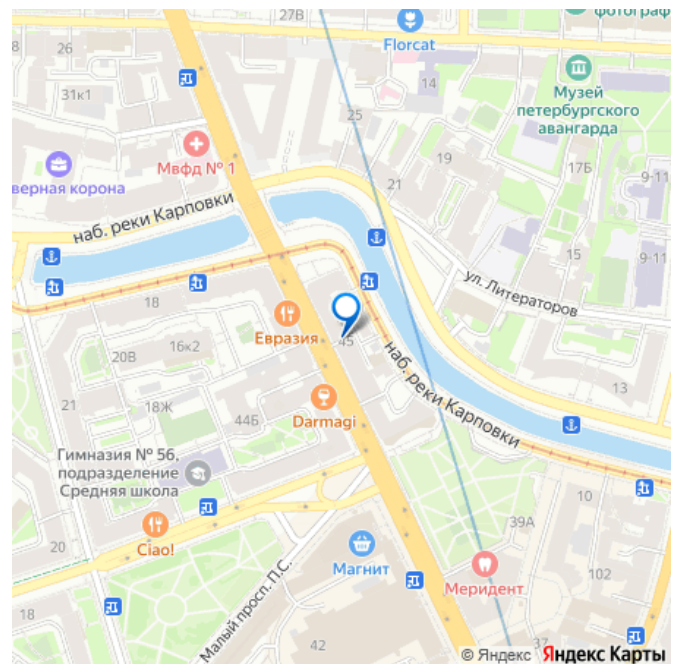 27В
фотограф
Florcat
26
14
Музей
петербургского
авангарда
31к1
25
Мвфд № 1
19
17Б
верная корона
21
9-11
наб. реки Карповки
15
9-11
ул. Литераторов
18
Евразия
45
20В
16к2
наб. реки Карповки
13
21
18Ж
44Б
Darmagi
Гимназия № 56,
подразделение
Средняя школа
10
39А
20
Ciao!
Магнит
Меридент
102
Малый просп. П.С.
18
42
37
© Яндекс Яндекс Карты